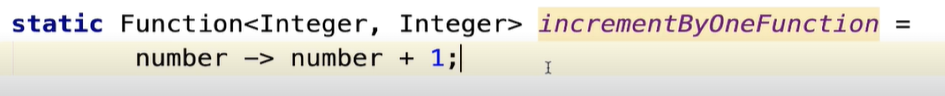 static Function<Integer, Integer> incrementByOneFunction =
number -> number + 1;